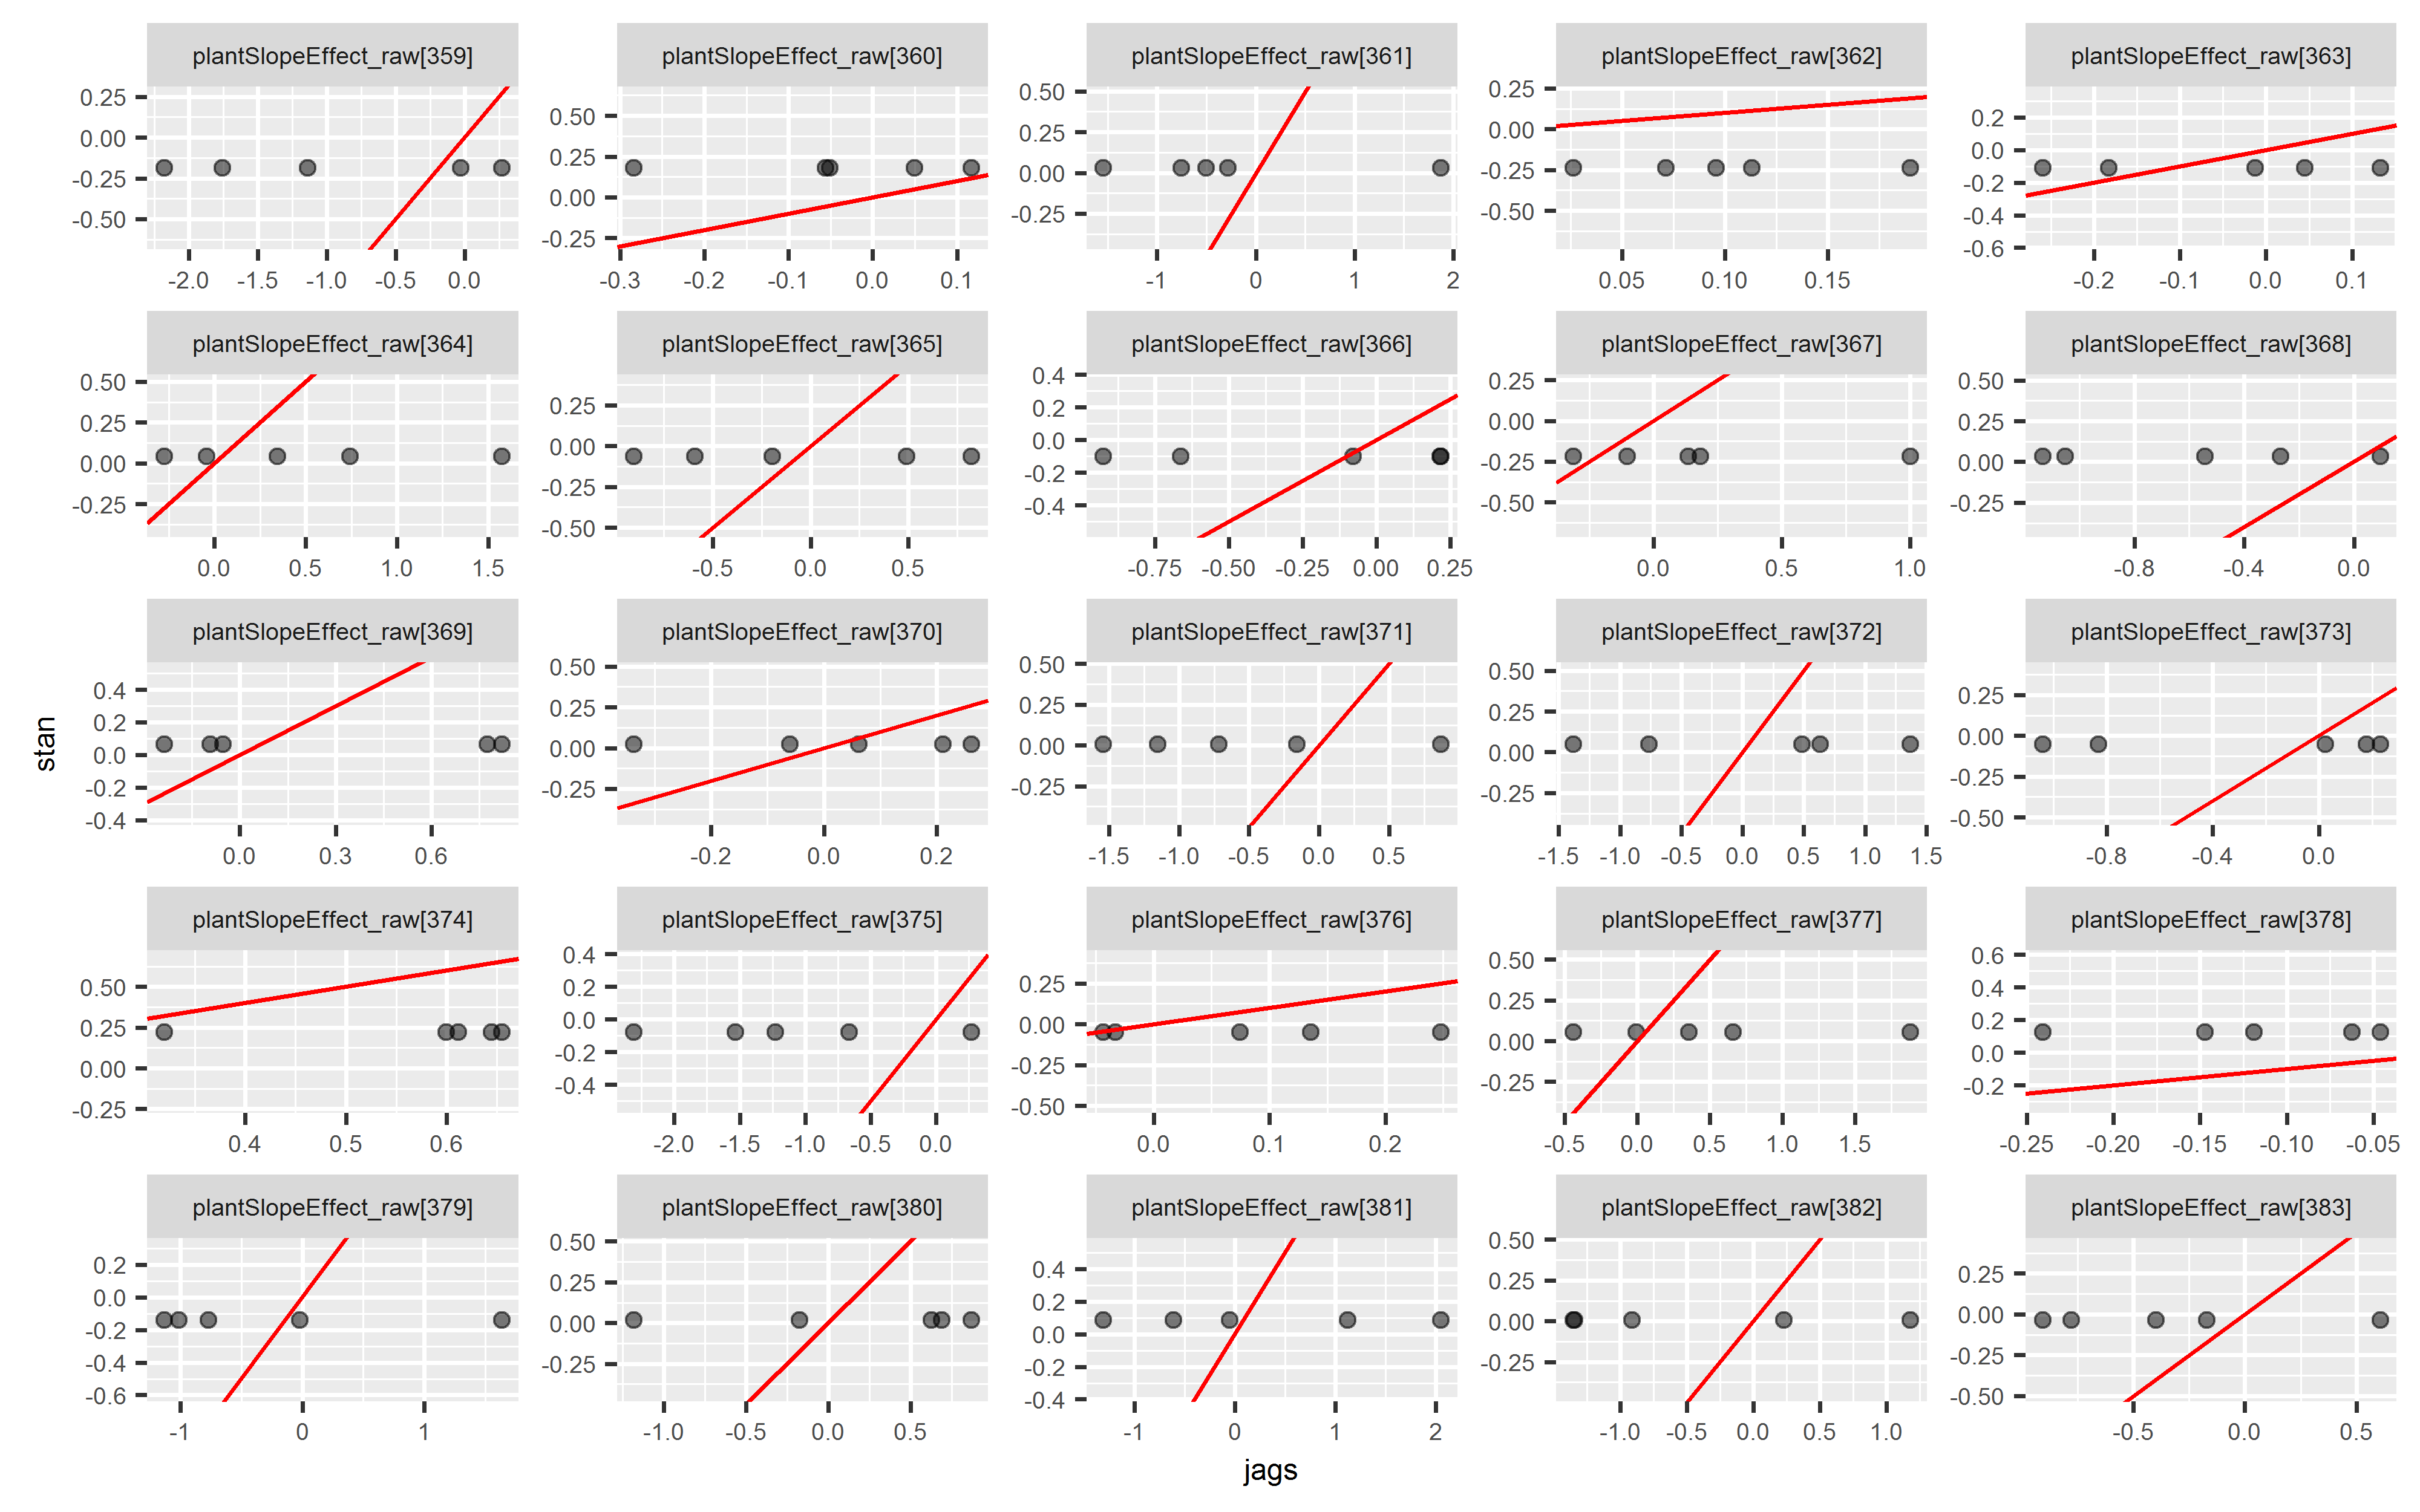 plantSlopeEffect_raw[359] plantSlopeEffect_raw[360] plantSlopeEffect_raw[361] plantSlopeEffect_raw[362] plantSlopeEffect_raw[363]
0.25 0.00 -0.25 -0.50
0.50 0.25 0.00 -0.25
0.50 0.25 0.00 -0.25
0.25 0.00 -0.25 -0.50
0.2 0.0 -0.2 -0.4 -0.6
-2.0 -1.5 -1.0 -0.5 0.0
-0.3 -0.2 -0.1 0.0 0.1
-1 0 1 2
0.05 0.10 0.15
-0.2 -0.1 0.0 0.1
plantSlopeEffect_raw[364] plantSlopeEffect_raw[365] plantSlopeEffect_raw[366] plantSlopeEffect_raw[367] plantSlopeEffect_raw[368]
0.50 0.25 0.00 -0.25
0.25 0.00 -0.25 -0.50
0.4 0.2 0.0 -0.2 -0.4
0.25 0.00 -0.25 -0.50
0.50 0.25 0.00 -0.25
0.0 0.5 1.0 1.5
-0.5 0.0 0.5
-0.75 -0.50 -0.25 0.00 0.25
0.0 0.5 1.0
-0.8 -0.4 0.0
plantSlopeEffect_raw[369] plantSlopeEffect_raw[370] plantSlopeEffect_raw[371] plantSlopeEffect_raw[372] plantSlopeEffect_raw[373]
0.4 0.2 0.0 -0.2 -0.4
0.50 0.25 0.00 -0.25
0.50 0.25 0.00 -0.25
0.50 0.25 0.00 -0.25
0.25 0.00 -0.25 -0.50
0.0 0.3 0.6
-0.2 0.0 0.2
-1.5 -1.0 -0.5 0.0 0.5
-1.5 -1.0 -0.5 0.0 0.5 1.0 1.5
-0.8 -0.4 0.0
plantSlopeEffect_raw[374] plantSlopeEffect_raw[375] plantSlopeEffect_raw[376] plantSlopeEffect_raw[377] plantSlopeEffect_raw[378]
0.50 0.25 0.00 -0.25
0.4 0.2 0.0 -0.2 -0.4
0.25 0.00 -0.25 -0.50
0.50 0.25 0.00 -0.25
0.6 0.4 0.2 0.0 -0.2
0.4 0.5 0.6
-2.0 -1.5 -1.0 -0.5 0.0
0.0 0.1 0.2
-0.5 0.0 0.5 1.0 1.5
-0.25 -0.20 -0.15 -0.10 -0.05
plantSlopeEffect_raw[379] plantSlopeEffect_raw[380] plantSlopeEffect_raw[381] plantSlopeEffect_raw[382] plantSlopeEffect_raw[383]
0.2 0.0 -0.2 -0.4 -0.6
0.50 0.25 0.00 -0.25
0.4 0.2 0.0 -0.2 -0.4
0.50 0.25 0.00 -0.25
0.25 0.00 -0.25 -0.50
-1 0 1
-1.0 -0.5 0.0 0.5
-1 0 1 2
-1.0 -0.5 0.0 0.5 1.0
-0.5 0.0 0.5
stan
jags